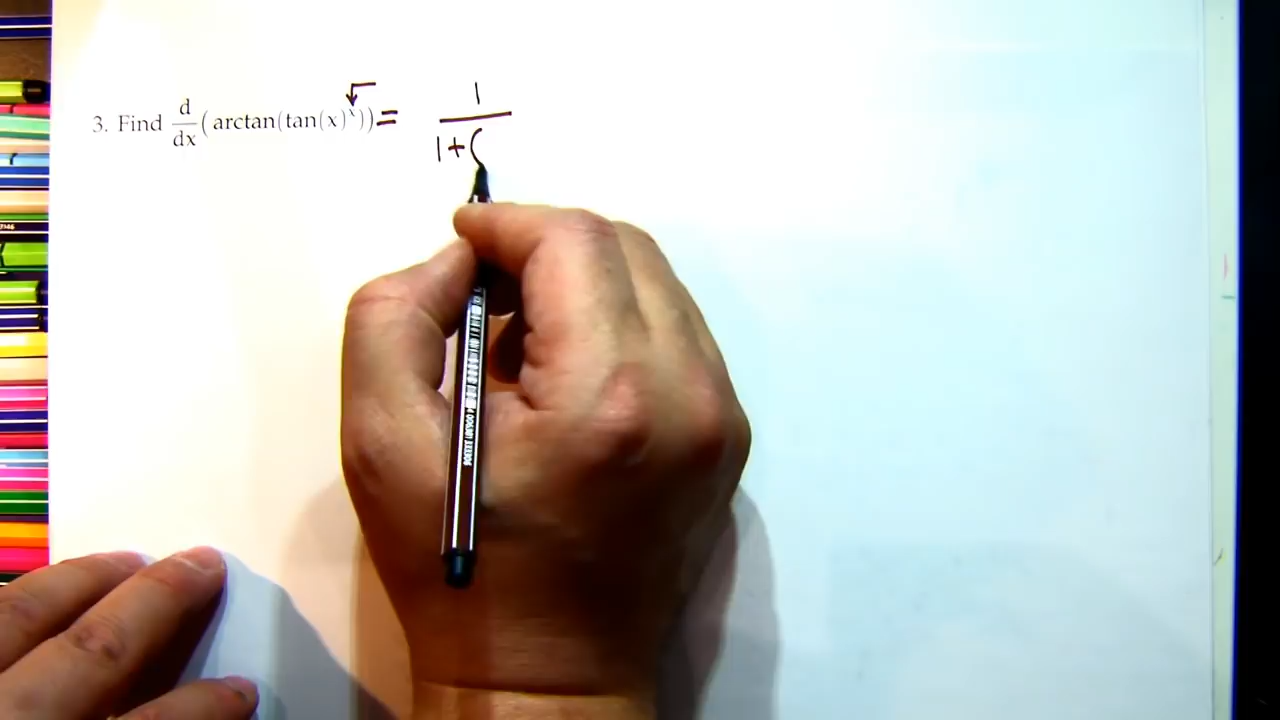 3. Find d/dx (arctan(tan(x)^x)) = 1
1 + (